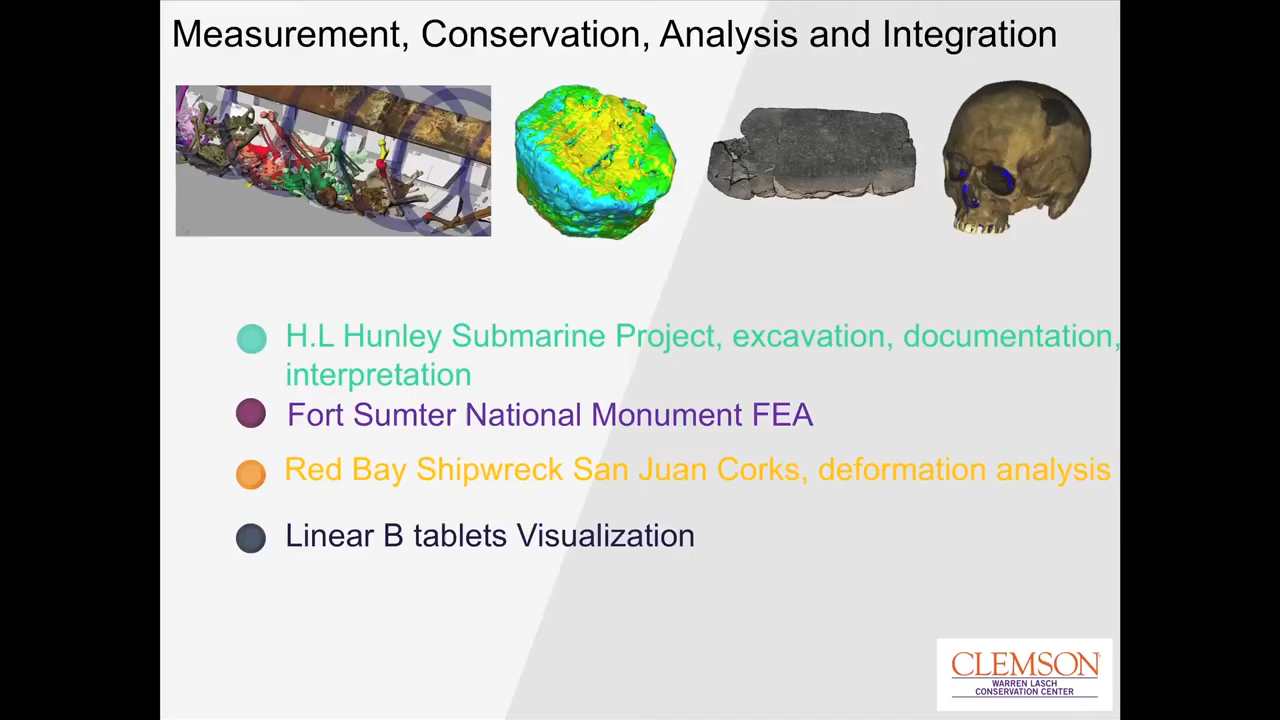 Measurement, Conservation, Analysis and Integration
H.L Hunley Submarine Project, excavation, documentation,
interpretation
Fort Sumter National Monument FEA
Red Bay Shipwreck San Juan Corks, deformation analysis
Linear B tablets Visualization
CLEMSON
WARREN LASCH
CONSERVATION CENTER